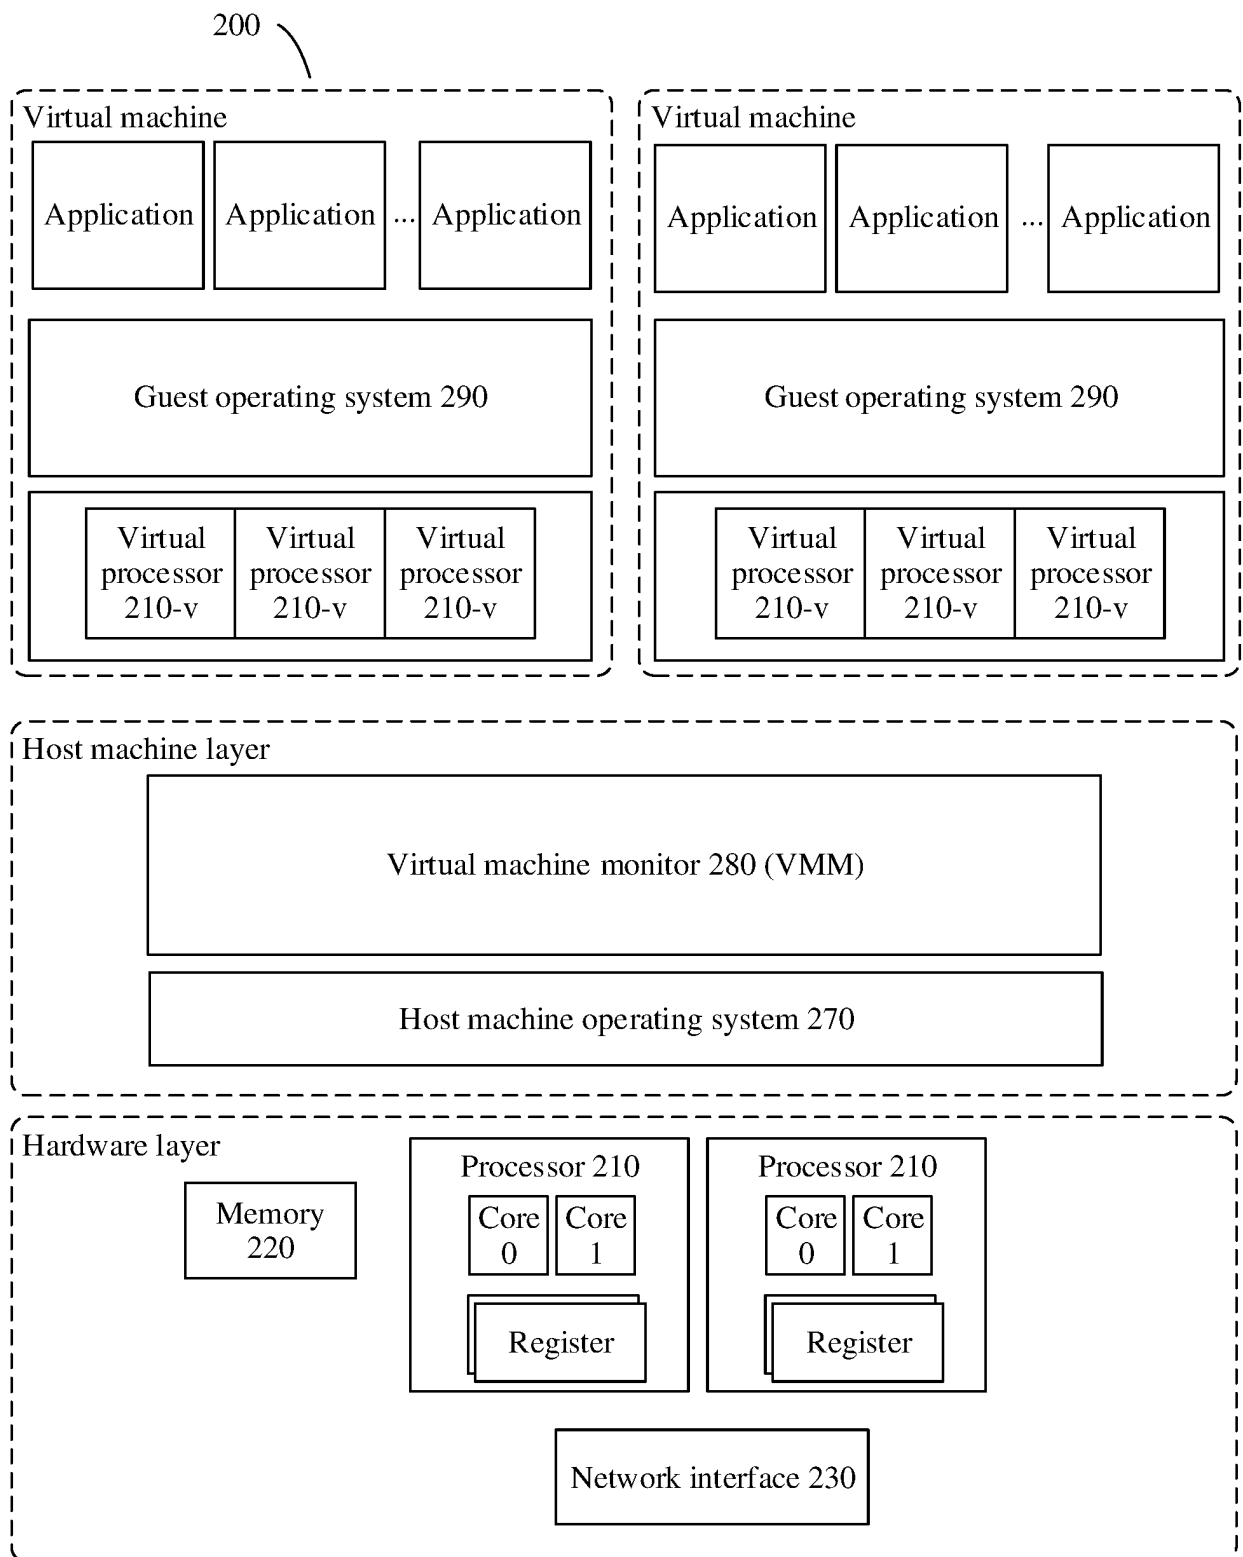 200
Virtual machine
Application
Application
...
Application
Guest operating system 290
Virtual
processor
210-v
Virtual
processor
210-v
Virtual
processor
210-v
Virtual machine
Application
Application
...
Application
Guest operating system 290
Virtual
processor
210-v
Virtual
processor
210-v
Virtual
processor
210-v
Host machine layer
Virtual machine monitor 280 (VMM)
Host machine operating system 270
Hardware layer
Memory
220
Processor 210
Core
0
Core
1
Register
Processor 210
Core
0
Core
1
Register
Network interface 230